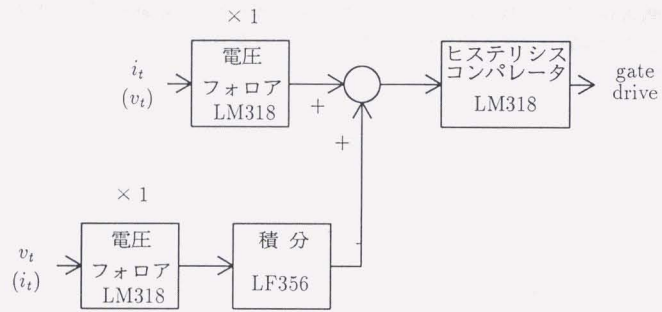 × 1
電圧
フォロア
LM318
i_t
(v_t)
+
+
ヒステリシス
コンパレータ
LM318
gate
drive
× 1
電圧
フォロア
LM318
v_t
(i_t)
積 分
LF356